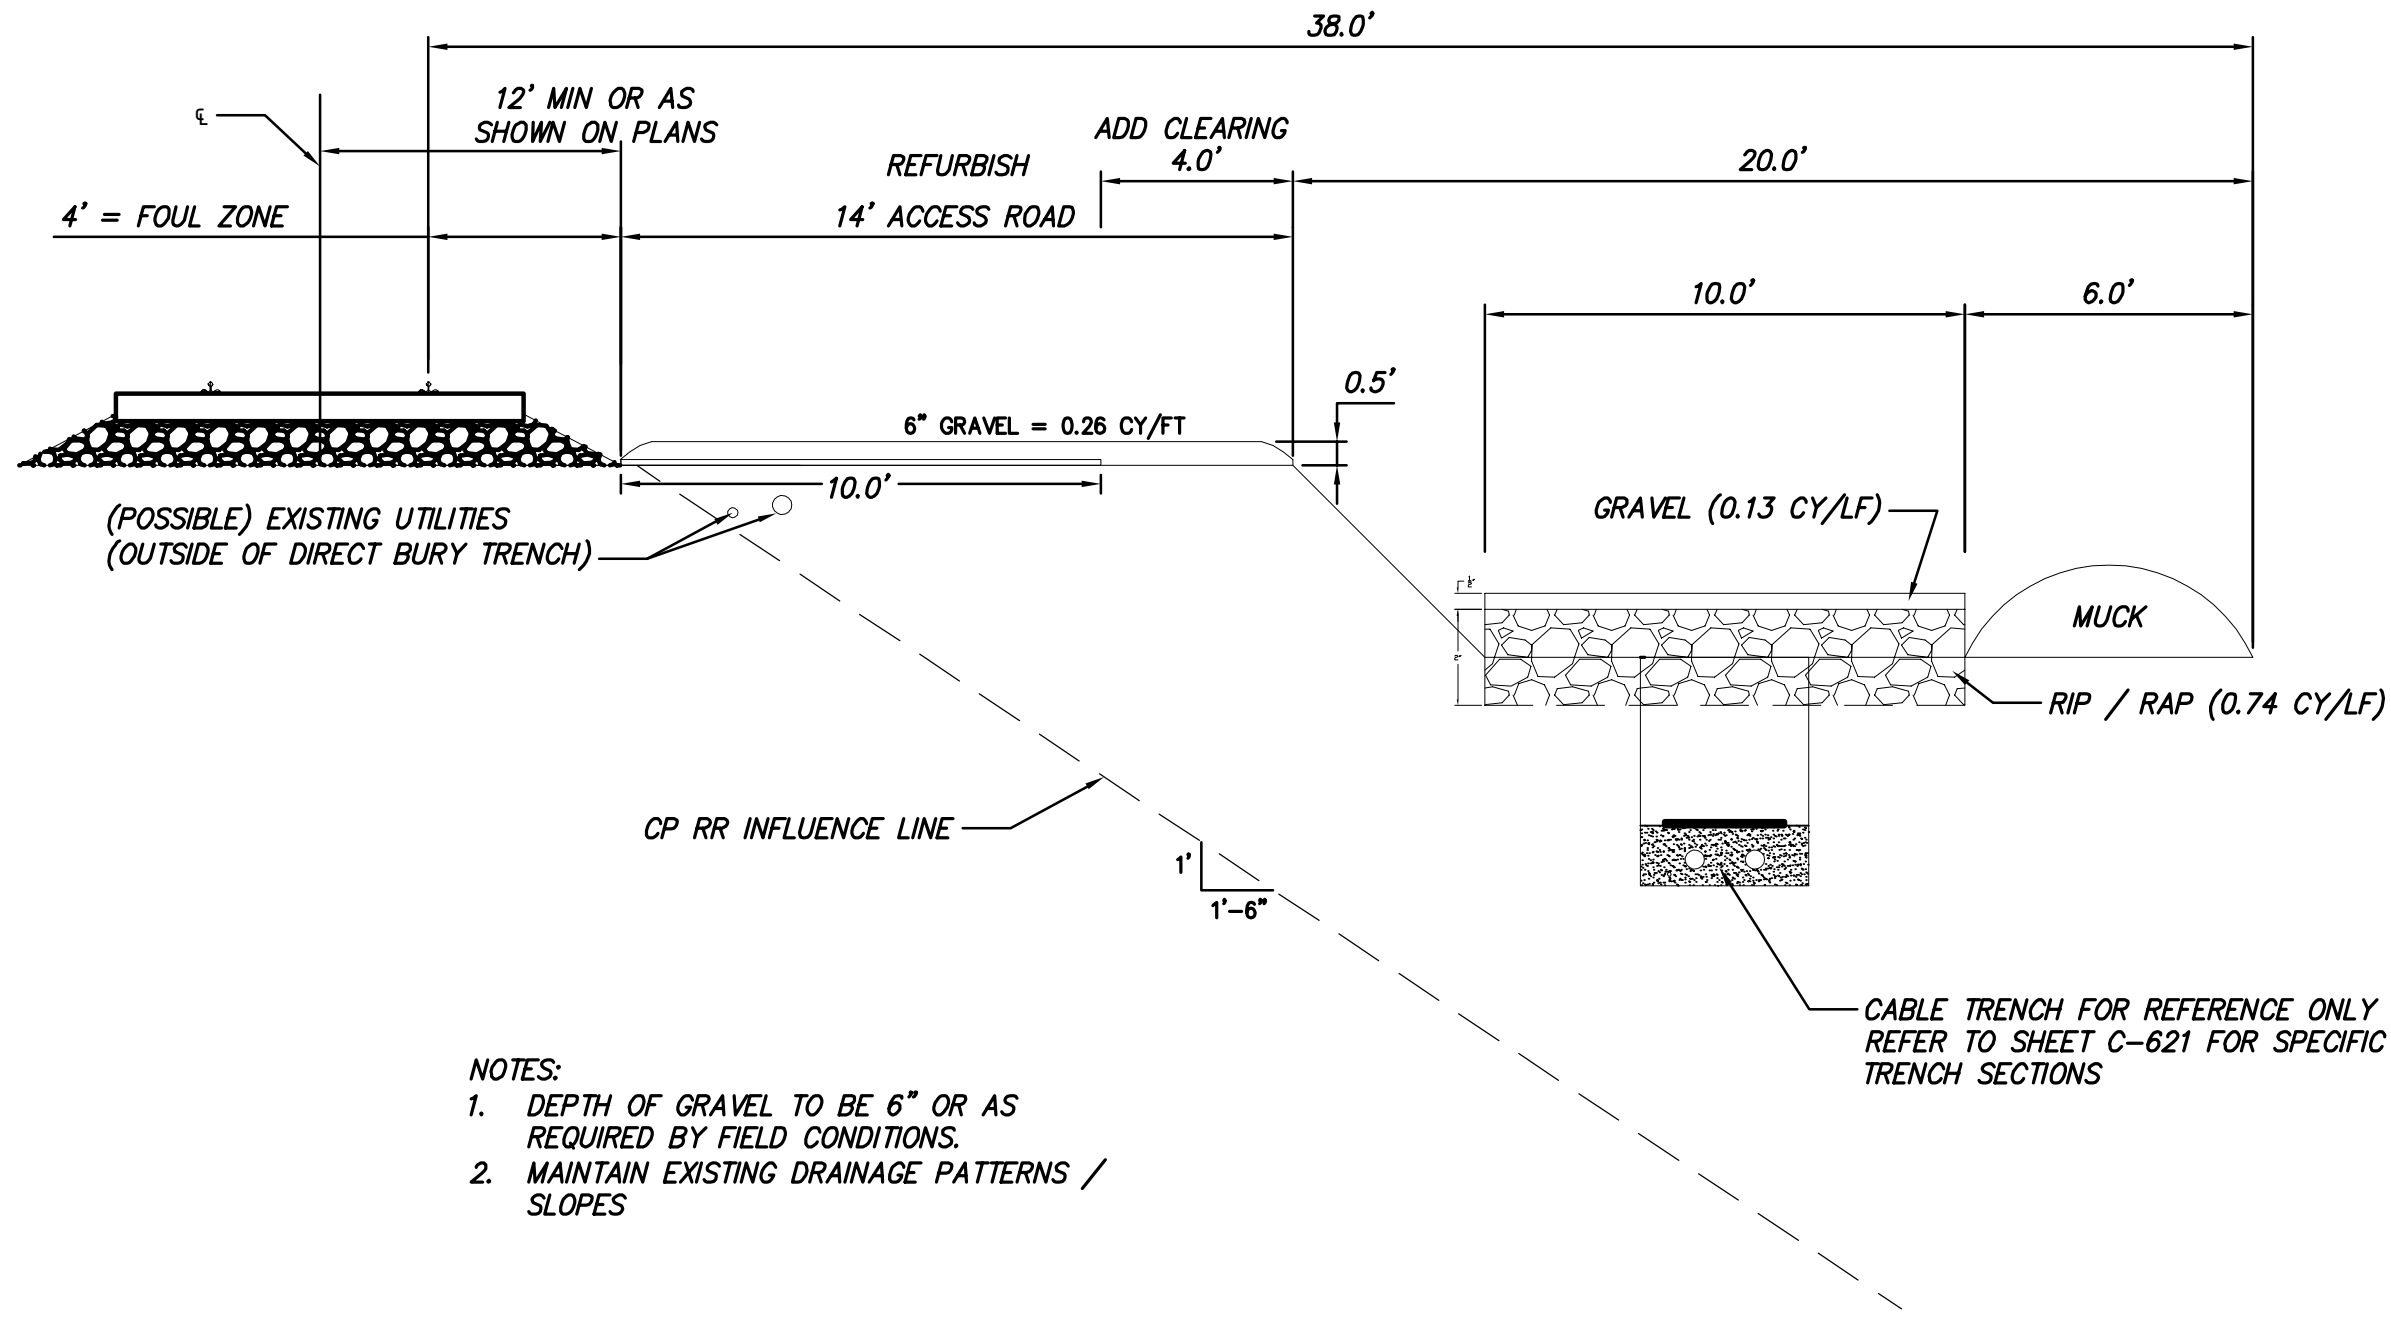 38.0'
℄
12' MIN OR AS
SHOWN ON PLANS
ADD CLEARING
4.0'
REFURBISH
20.0'
4' = FOUL ZONE
14' ACCESS ROAD
10.0'
6.0'
0.5'
6" GRAVEL = 0.26 CY/FT
10.0'
(POSSIBLE) EXISTING UTILITIES
(OUTSIDE OF DIRECT BURY TRENCH)
GRAVEL (0.13 CY/LF)
MUCK
RIP / RAP (0.74 CY/LF)
CP RR INFLUENCE LINE
1'
1'-6"
CABLE TRENCH FOR REFERENCE ONLY
REFER TO SHEET C-621 FOR SPECIFIC
TRENCH SECTIONS
NOTES:
1. DEPTH OF GRAVEL TO BE 6" OR AS
REQUIRED BY FIELD CONDITIONS.
2. MAINTAIN EXISTING DRAINAGE PATTERNS /
SLOPES